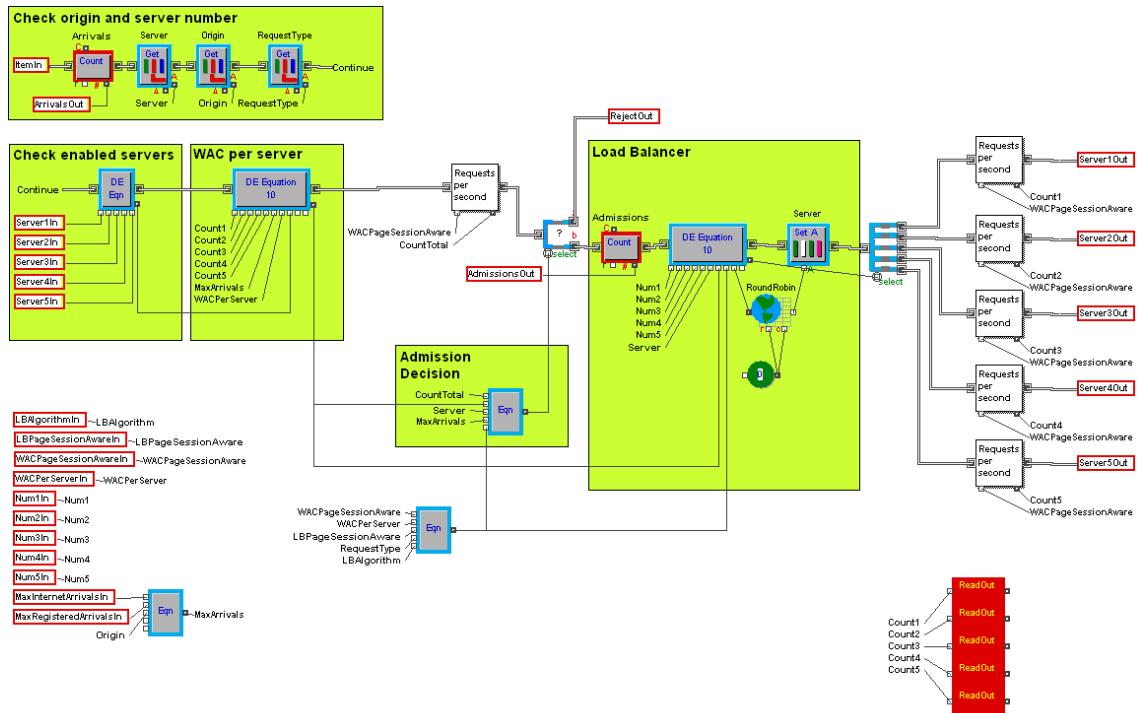 Check origin and server number
Arrivals
Server
Origin
RequestType
C
ItemIn
Count
Get
Get
Get
Continue
r
#
A
A
A
Δ
Δ
Δ
ArrivalsOut
Server
Origin
RequestType
RejectOut
Check enabled servers
WAC per server
Load Balancer
Continue
DE
Eqn
DE Equation
10
Requests
per
second
Server1In
Server2In
Server3In
Server4In
Server5In
Count1
Count2
Count3
Count4
Count5
MaxArrivals
WACPerServer
WACPageSessionAware
CountTotal
?
b
select
Admissions
C
Count
r
#
AdmissionsOut
DE Equation
10
Server
Set A
A
Num1
Num2
Num3
Num4
Num5
Server
RoundRobin
r
c
0
select
Requests
per
second
Server1Out
Count1
WACPageSessionAware
Requests
per
second
Server2Out
Count2
WACPageSessionAware
Requests
per
second
Server3Out
Count3
WACPageSessionAware
Requests
per
second
Server4Out
Count4
WACPageSessionAware
Requests
per
second
Server5Out
Count5
WACPageSessionAware
Admission
Decision
CountTotal
Server
MaxArrivals
Eqn
LBAlgorithmIn
LBAlgorithm
LBPageSessionAwareIn
LBPageSessionAware
WACPageSessionAwareIn
WACPageSessionAware
WACPerServerIn
WACPerServer
Num1In
Num1
Num2In
Num2
Num3In
Num3
Num4In
Num4
Num5In
Num5
MaxInternetArrivalsIn
MaxRegisteredArrivalsIn
Origin
Eqn
MaxArrivals
WACPageSessionAware
WACPerServer
LBPageSessionAware
RequestType
LBAlgorithm
Eqn
Count1
Count2
Count3
Count4
Count5
ReadOut
ReadOut
ReadOut
ReadOut
ReadOut